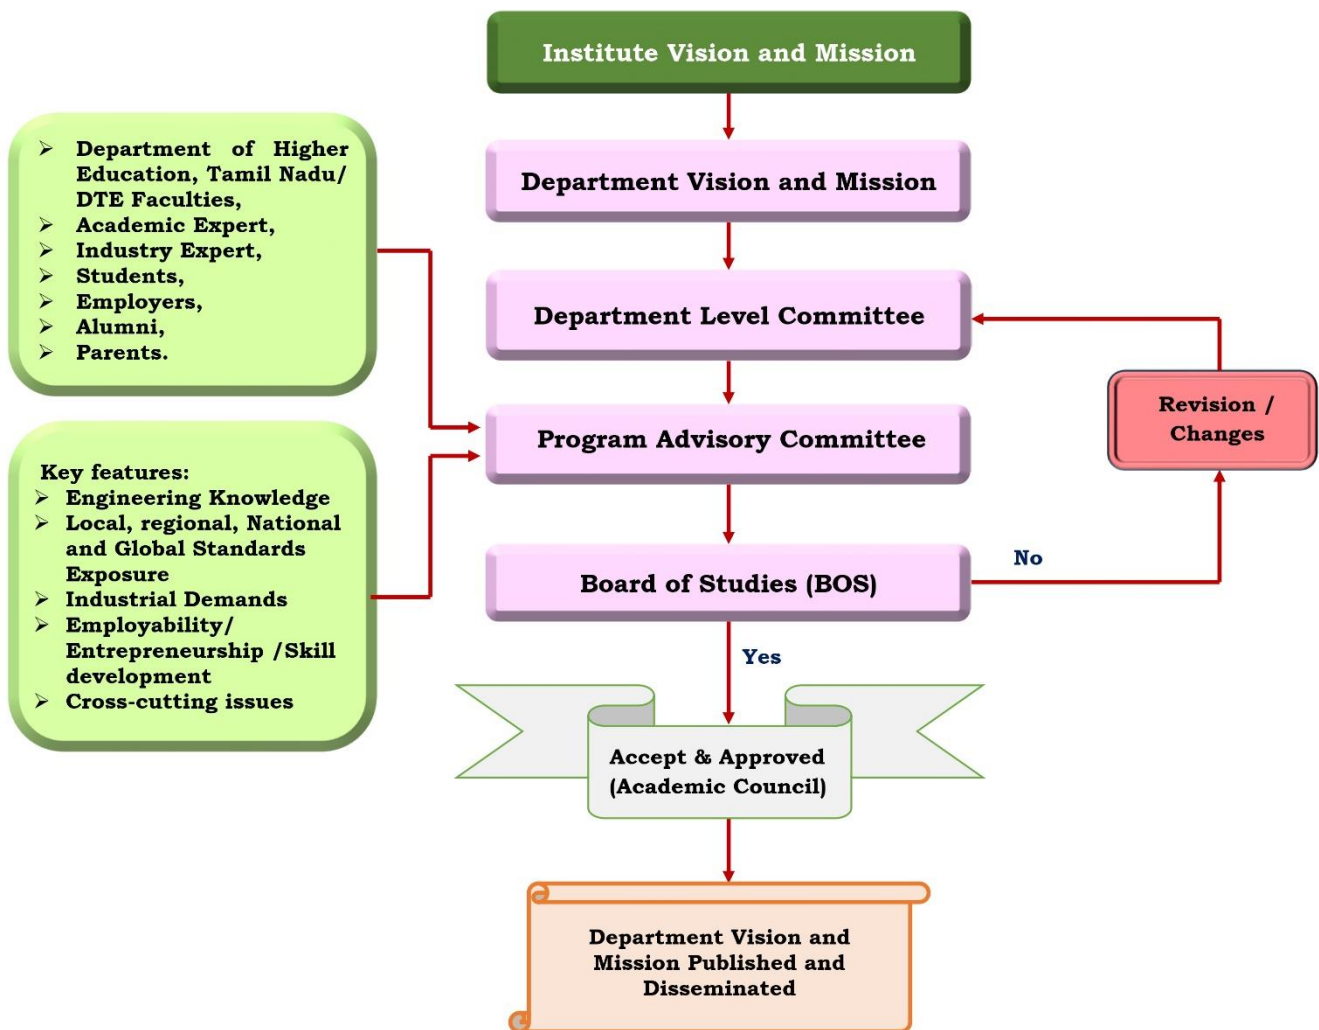 Institute Vision and Mission
Department Vision and Mission
➢ Department of Higher
Education, Tamil Nadu/
DTE Faculties,
➢ Academic Expert,
➢ Industry Expert,
➢ Students,
➢ Employers,
➢ Alumni,
➢ Parents.
Department Level Committee
Revision /
Changes
Program Advisory Committee
Key features:
➢ Engineering Knowledge
➢ Local, regional, National
and Global Standards
Exposure
➢ Industrial Demands
➢ Employability/
Entrepreneurship /Skill
development
➢ Cross-cutting issues
Board of Studies (BOS)
No
Yes
Accept & Approved
(Academic Council)
Department Vision and
Mission Published and
Disseminated